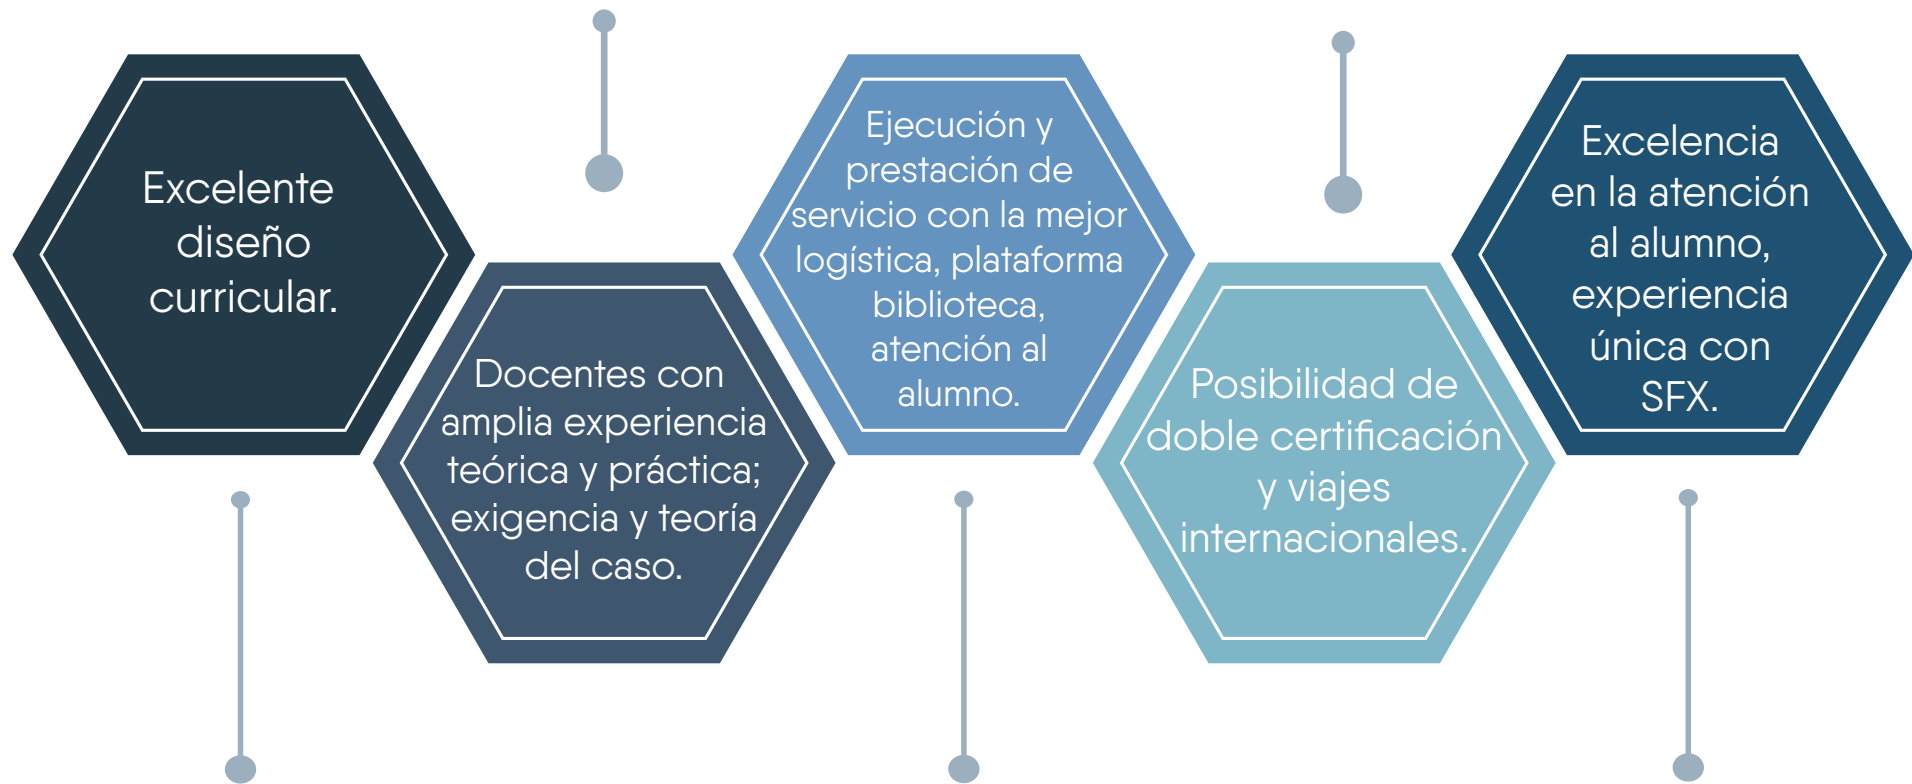 Excelente
diseño
curricular.
Docentes con
amplia experiencia
teórica y práctica;
exigencia y teoría
del caso.
Ejecución y
prestación de
servicio con la mejor
logística, plataforma
biblioteca,
atención al
alumno.
Posibilidad de
doble certificación
y viajes
internacionales.
Excelencia
en la atención
al alumno,
experiencia
única con
SFX.